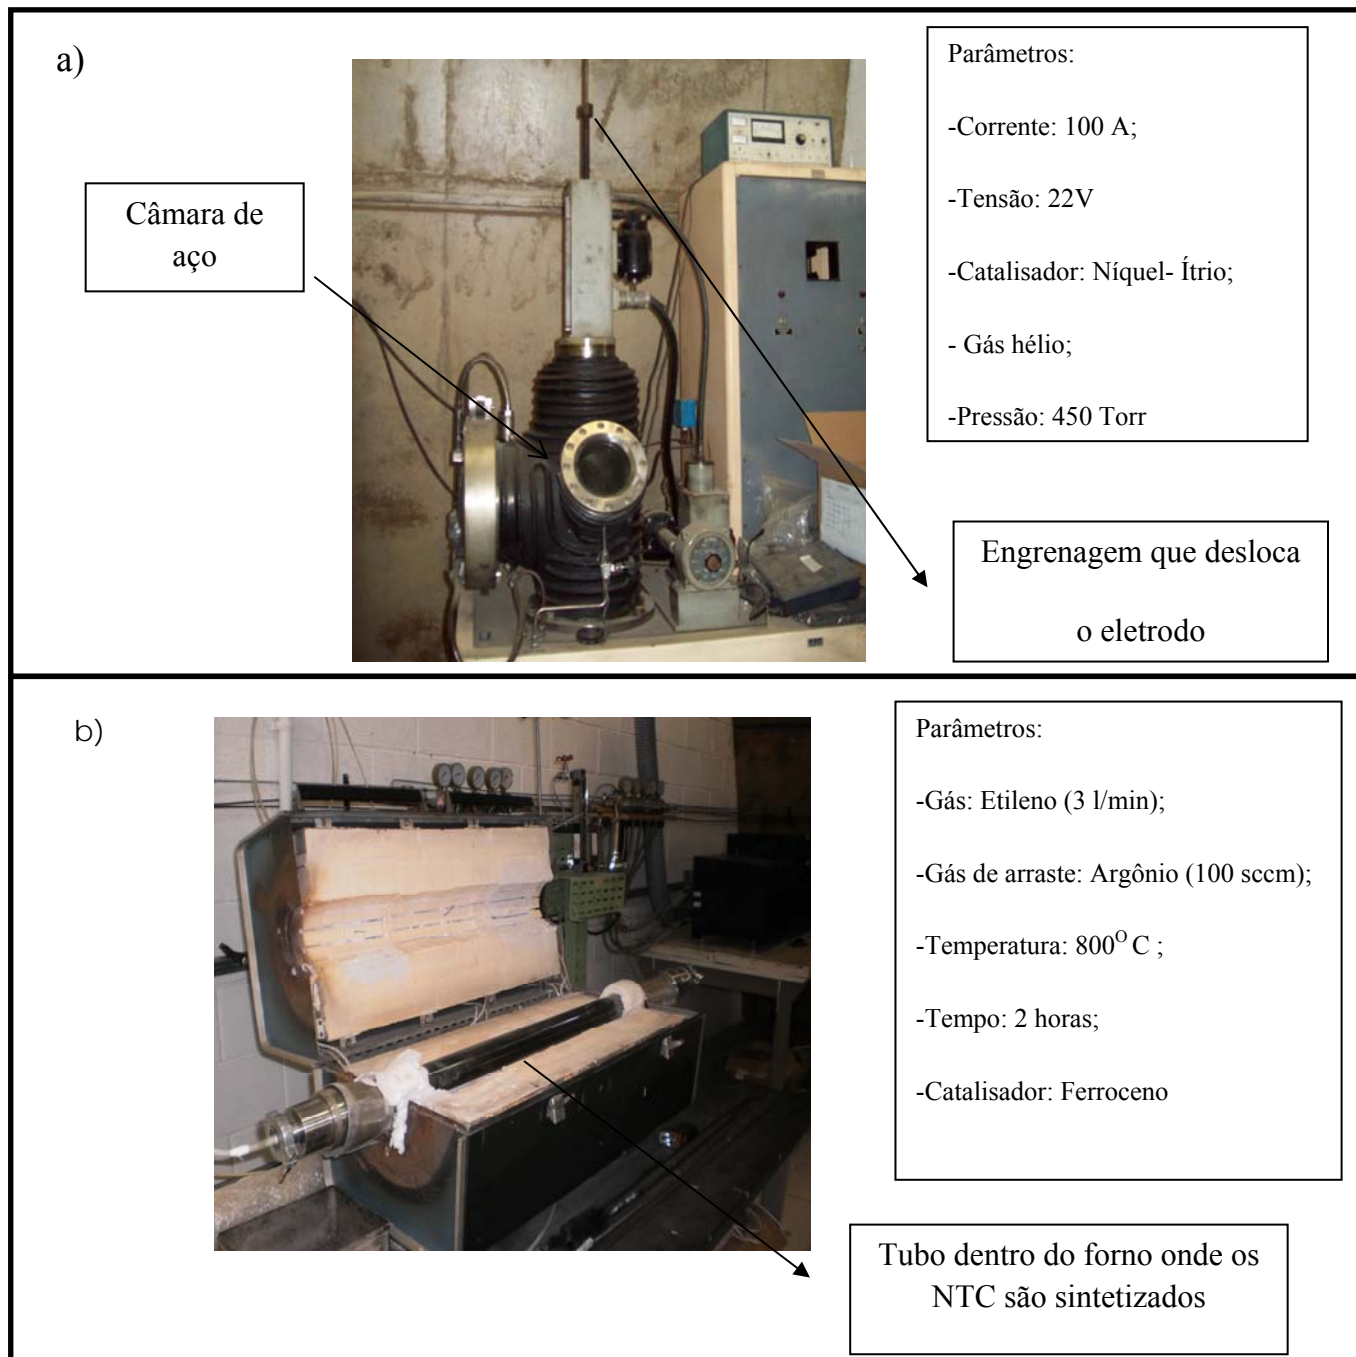 a)
Câmara de
aço
Parâmetros:
-Corrente: 100 A;
-Tensão: 22V
-Catalisador: Níquel- Ítrio;
- Gás hélio;
-Pressão: 450 Torr
Engrenagem que desloca
o eletrodo
b)
Parâmetros:
-Gás: Etileno (3 l/min);
-Gás de arraste: Argônio (100 sccm);
-Temperatura: 800^O C ;
-Tempo: 2 horas;
-Catalisador: Ferroceno
Tubo dentro do forno onde os
NTC são sintetizados